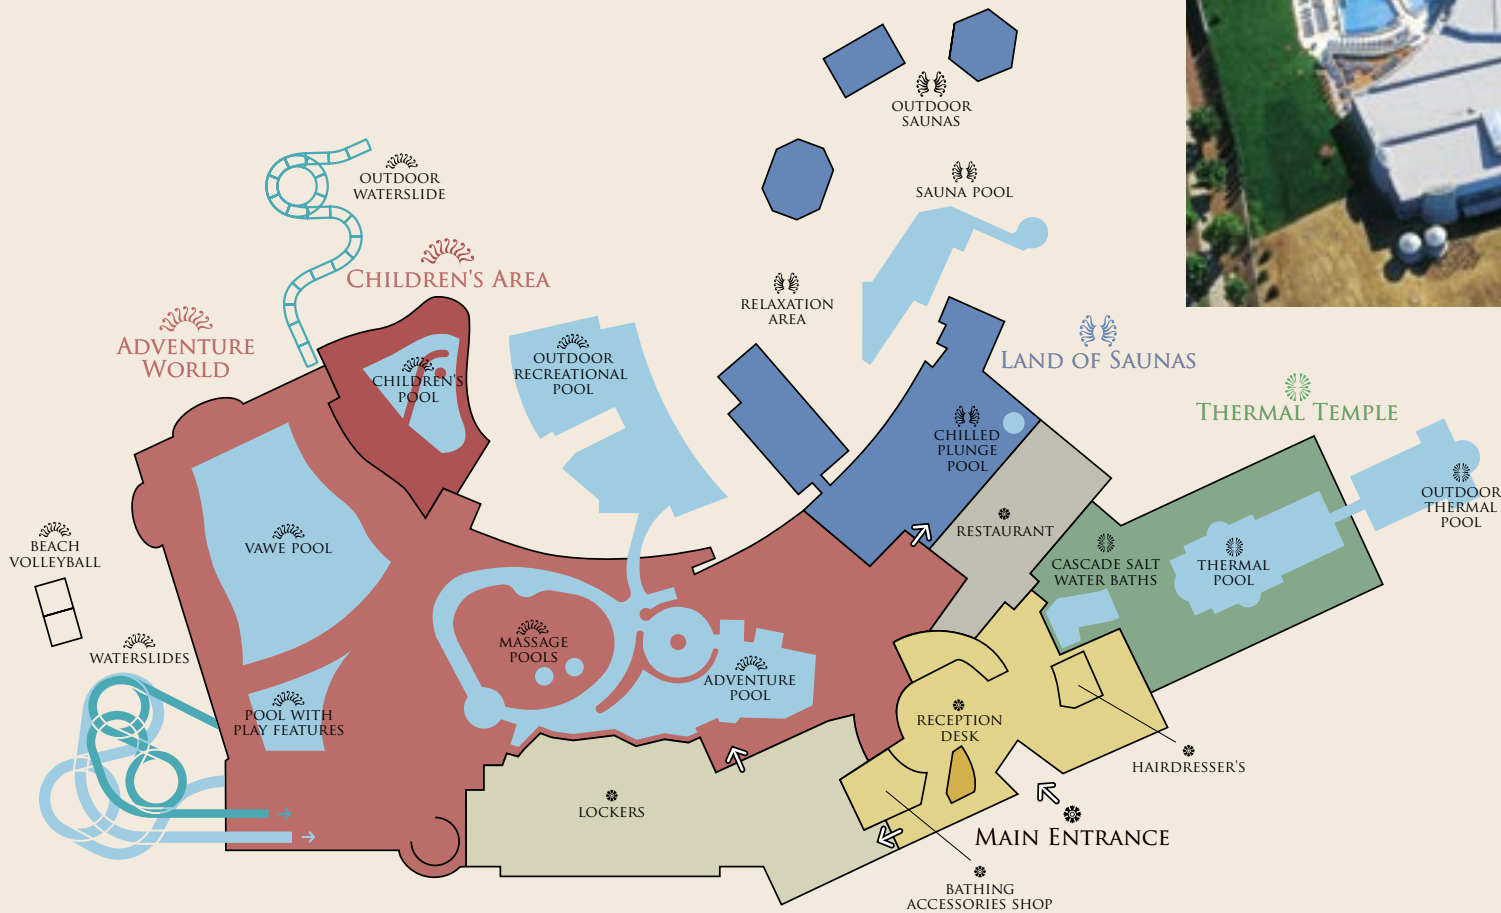 OUTDOOR
SAUNAS
SAUNA POOL
OUTDOOR
WATERSLIDE
CHILDREN'S AREA
RELAXATION
AREA
ADVENTURE
WORLD
LAND OF SAUNAS
THERMAL TEMPLE
OUTDOOR
RECREATIONAL
POOL
CHILDREN'S
POOL
CHILLED
PLUNGE
POOL
OUTDOOR
THERMAL
POOL
RESTAURANT
BEACH
VOLLEYBALL
VAWE POOL
CASCADE SALT
WATER BATHS
THERMAL
POOL
WATERSLIDES
MASSAGE
POOLS
ADVENTURE
POOL
POOL WITH
PLAY FEATURES
RECEPTION
DESK
HAIRDRESSER'S
LOCKERS
MAIN ENTRANCE
BATHING
ACCESSORIES SHOP